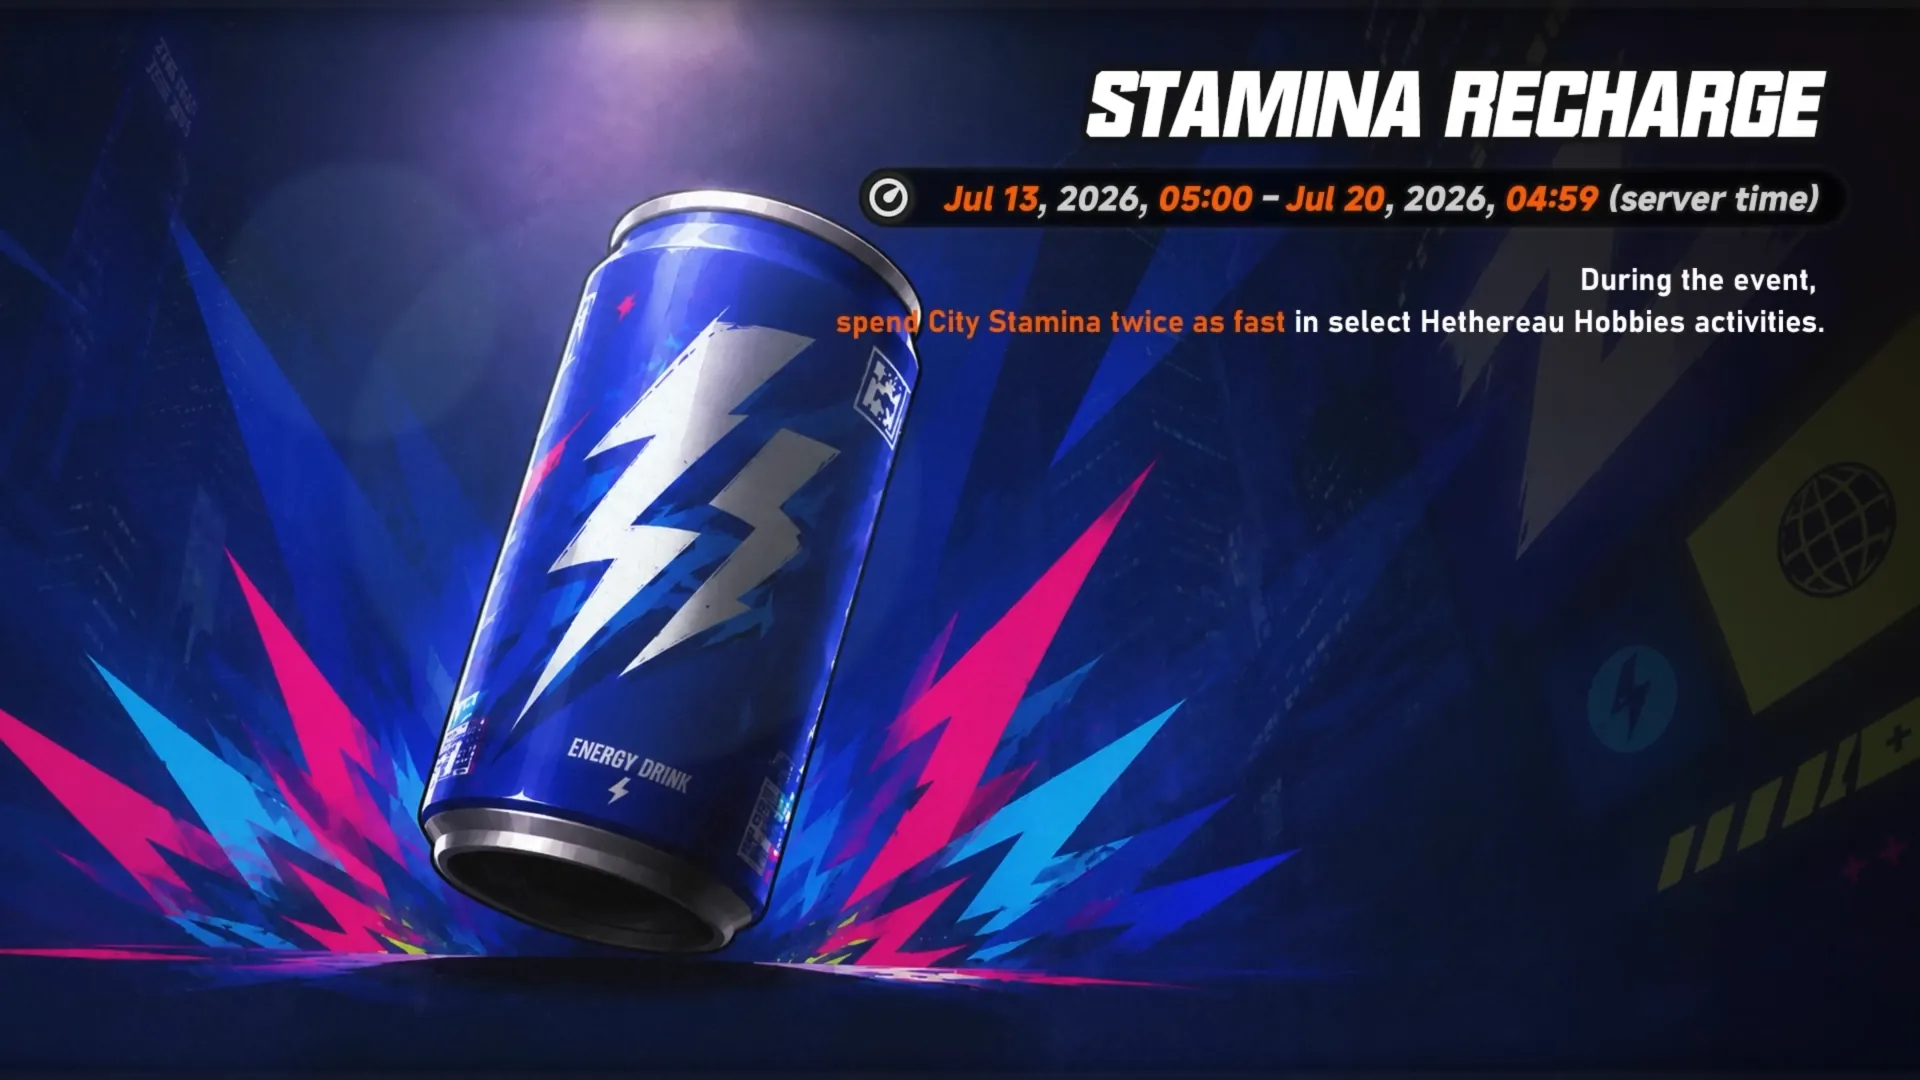 STAMINA RECHARGE
Jul 13, 2026, 05:00 – Jul 20, 2026, 04:59 (server time)
During the event,
spend City Stamina twice as fast in select Hethereau Hobbies activities.
ENERGY DRINK